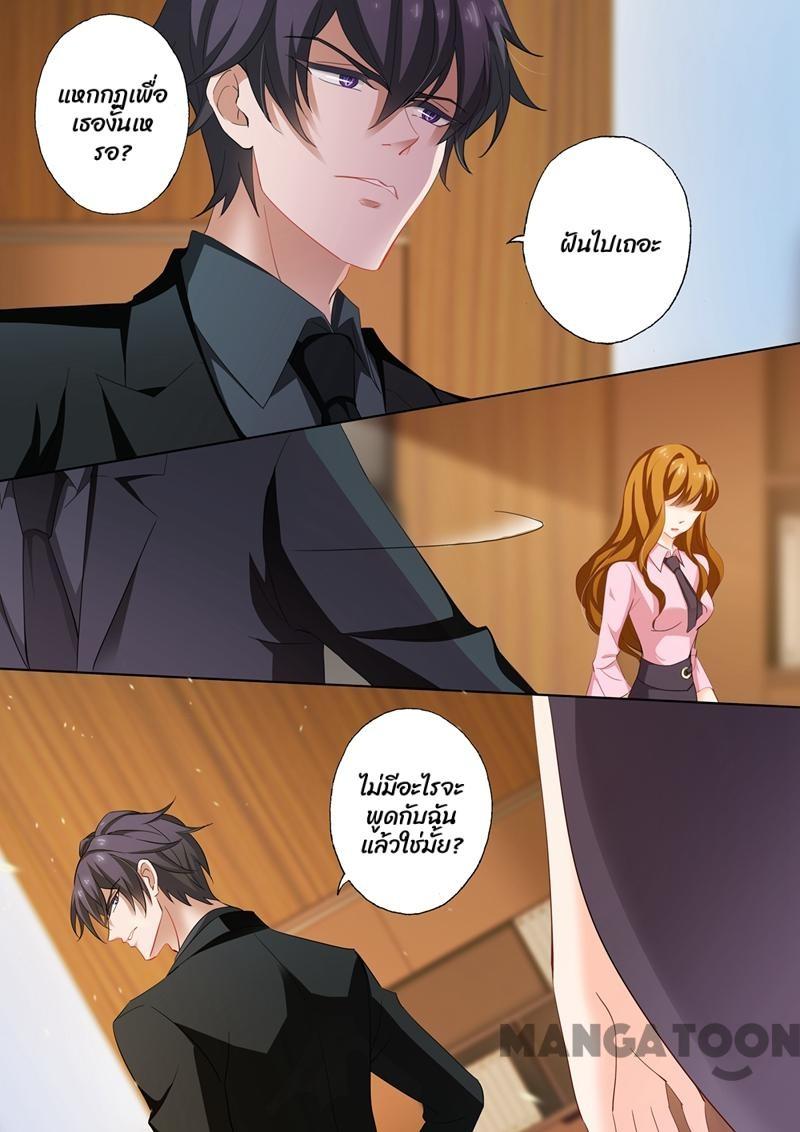 แหกกฎเพื่อ
เธองั้นเห
รอ?
ฝันไปเถอะ
ไม่มีอะไรจะ
พูดกับฉัน
แล้วใช่มั้ย?
MANGATOON